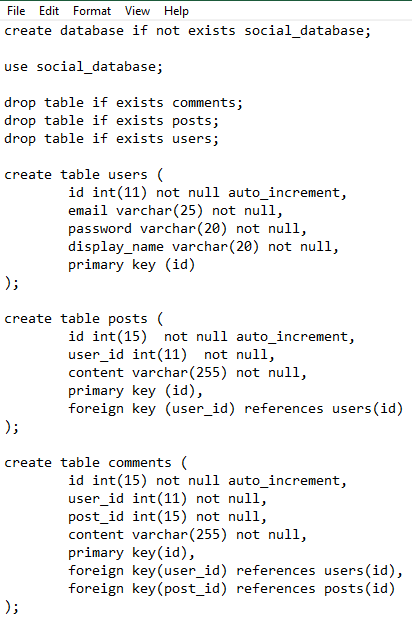 File Edit Format View Help
create database if not exists social_database;
use social_database;
drop table if exists comments;
drop table if exists posts;
drop table if exists users;
create table users (
id int(11) not null auto_increment,
email varchar(25) not null,
password varchar(20) not null,
display_name varchar(20) not null,
primary key (id)
);
create table posts (
id int(15)  not null auto_increment,
user_id int(11)  not null,
content varchar(255) not null,
primary key (id),
foreign key (user_id) references users(id)
);
create table comments (
id int(15) not null auto_increment,
user_id int(11) not null,
post_id int(15) not null,
content varchar(255) not null,
primary key(id),
foreign key(user_id) references users(id),
foreign key(post_id) references posts(id)
);